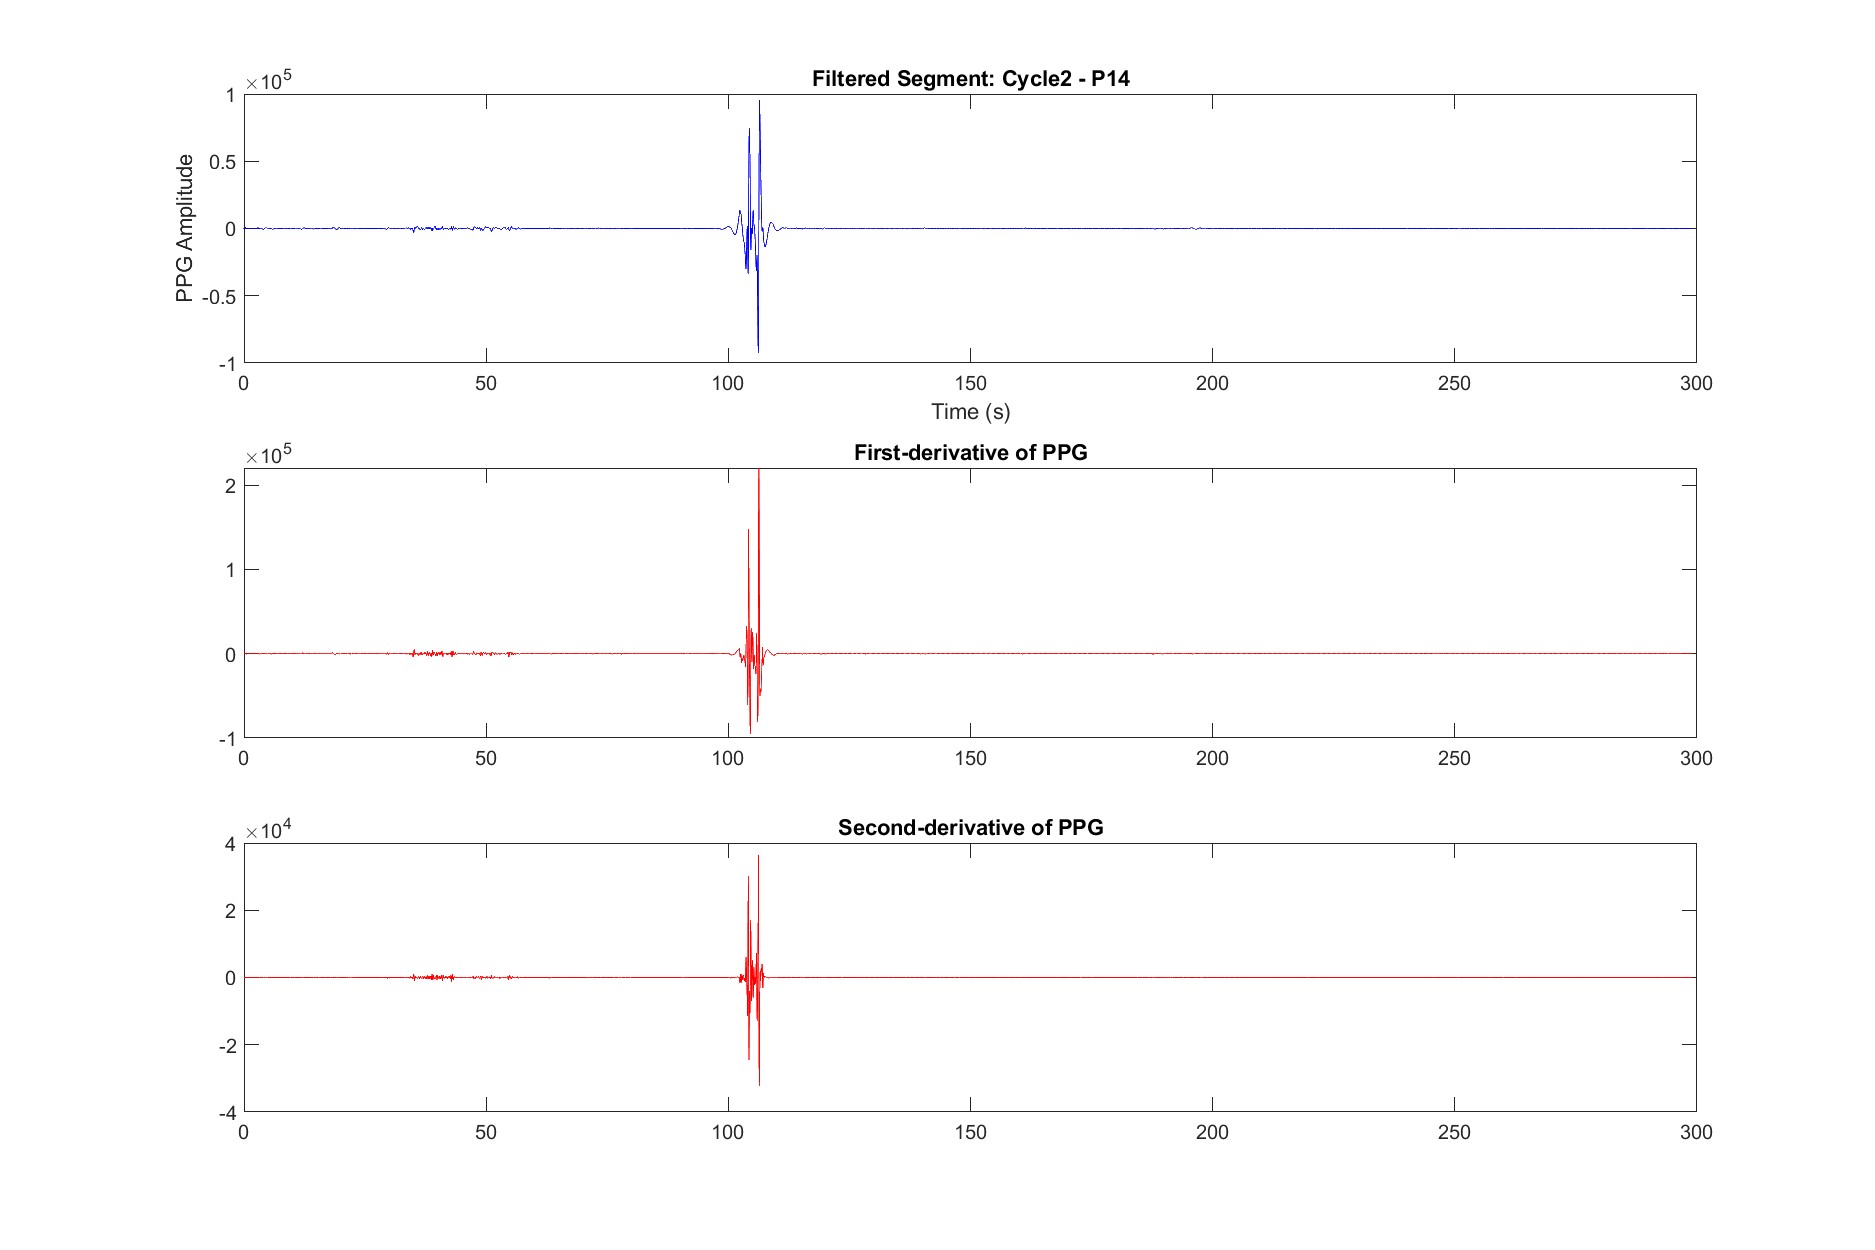 Filtered Segment: Cycle2 - P14
×10^5
1
0.5
0
-0.5
-1
PPG Amplitude
0 50 100 150 200 250 300
Time (s)
First-derivative of PPG
×10^5
2
1
0
-1
0 50 100 150 200 250 300
Second-derivative of PPG
×10^4
4
2
0
-2
-4
0 50 100 150 200 250 300